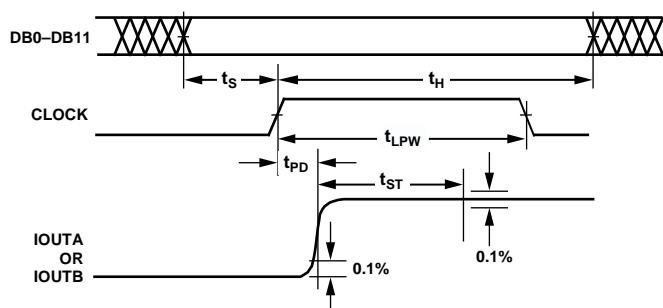 DB0–DB11
tS
tH
CLOCK
tLPW
tPD
tST
IOUTA
OR
IOUTB
0.1%
0.1%